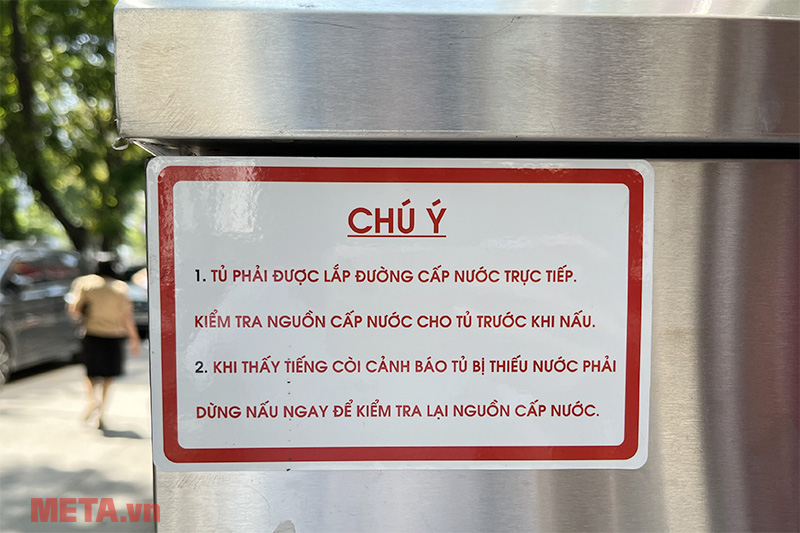 CHÚ Ý
1. TỦ PHẢI ĐƯỢC LẮP ĐƯỜNG CẤP NƯỚC TRỰC TIẾP.
KIỂM TRA NGUỒN CẤP NƯỚC CHO TỦ TRƯỚC KHI NẤU.
2. KHI THẤY TIẾNG CÒI CẢNH BÁO TỦ BỊ THIẾU NƯỚC PHẢI
DỪNG NẤU NGAY ĐỂ KIỂM TRA LẠI NGUỒN CẤP NƯỚC.
META.vn